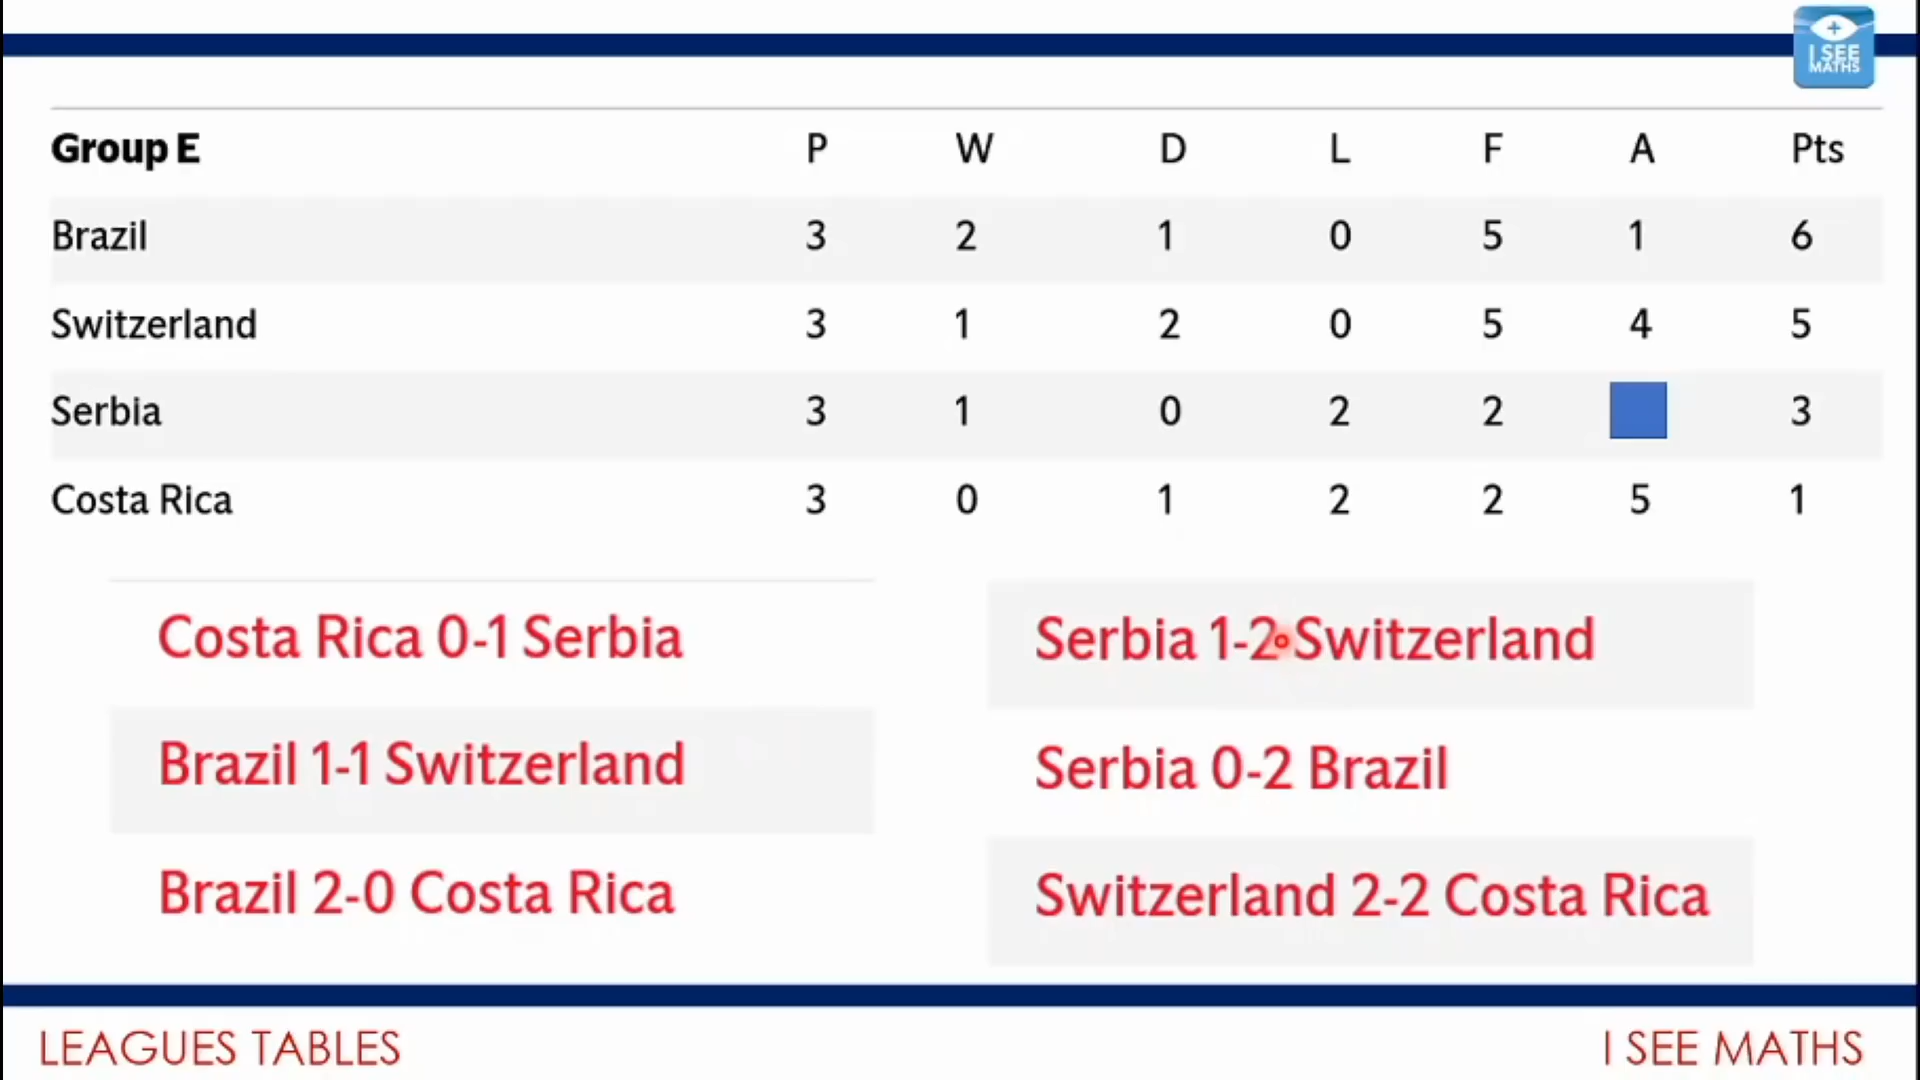 I SEE
MATHS
Group E P W D L F A Pts
Brazil 3 2 1 0 5 1 6
Switzerland 3 1 2 0 5 4 5
Serbia 3 1 0 2 2 3
Costa Rica 3 0 1 2 2 5 1
Costa Rica 0-1 Serbia
Serbia 1-2 Switzerland
Brazil 1-1 Switzerland
Serbia 0-2 Brazil
Brazil 2-0 Costa Rica
Switzerland 2-2 Costa Rica
LEAGUES TABLES
I SEE MATHS